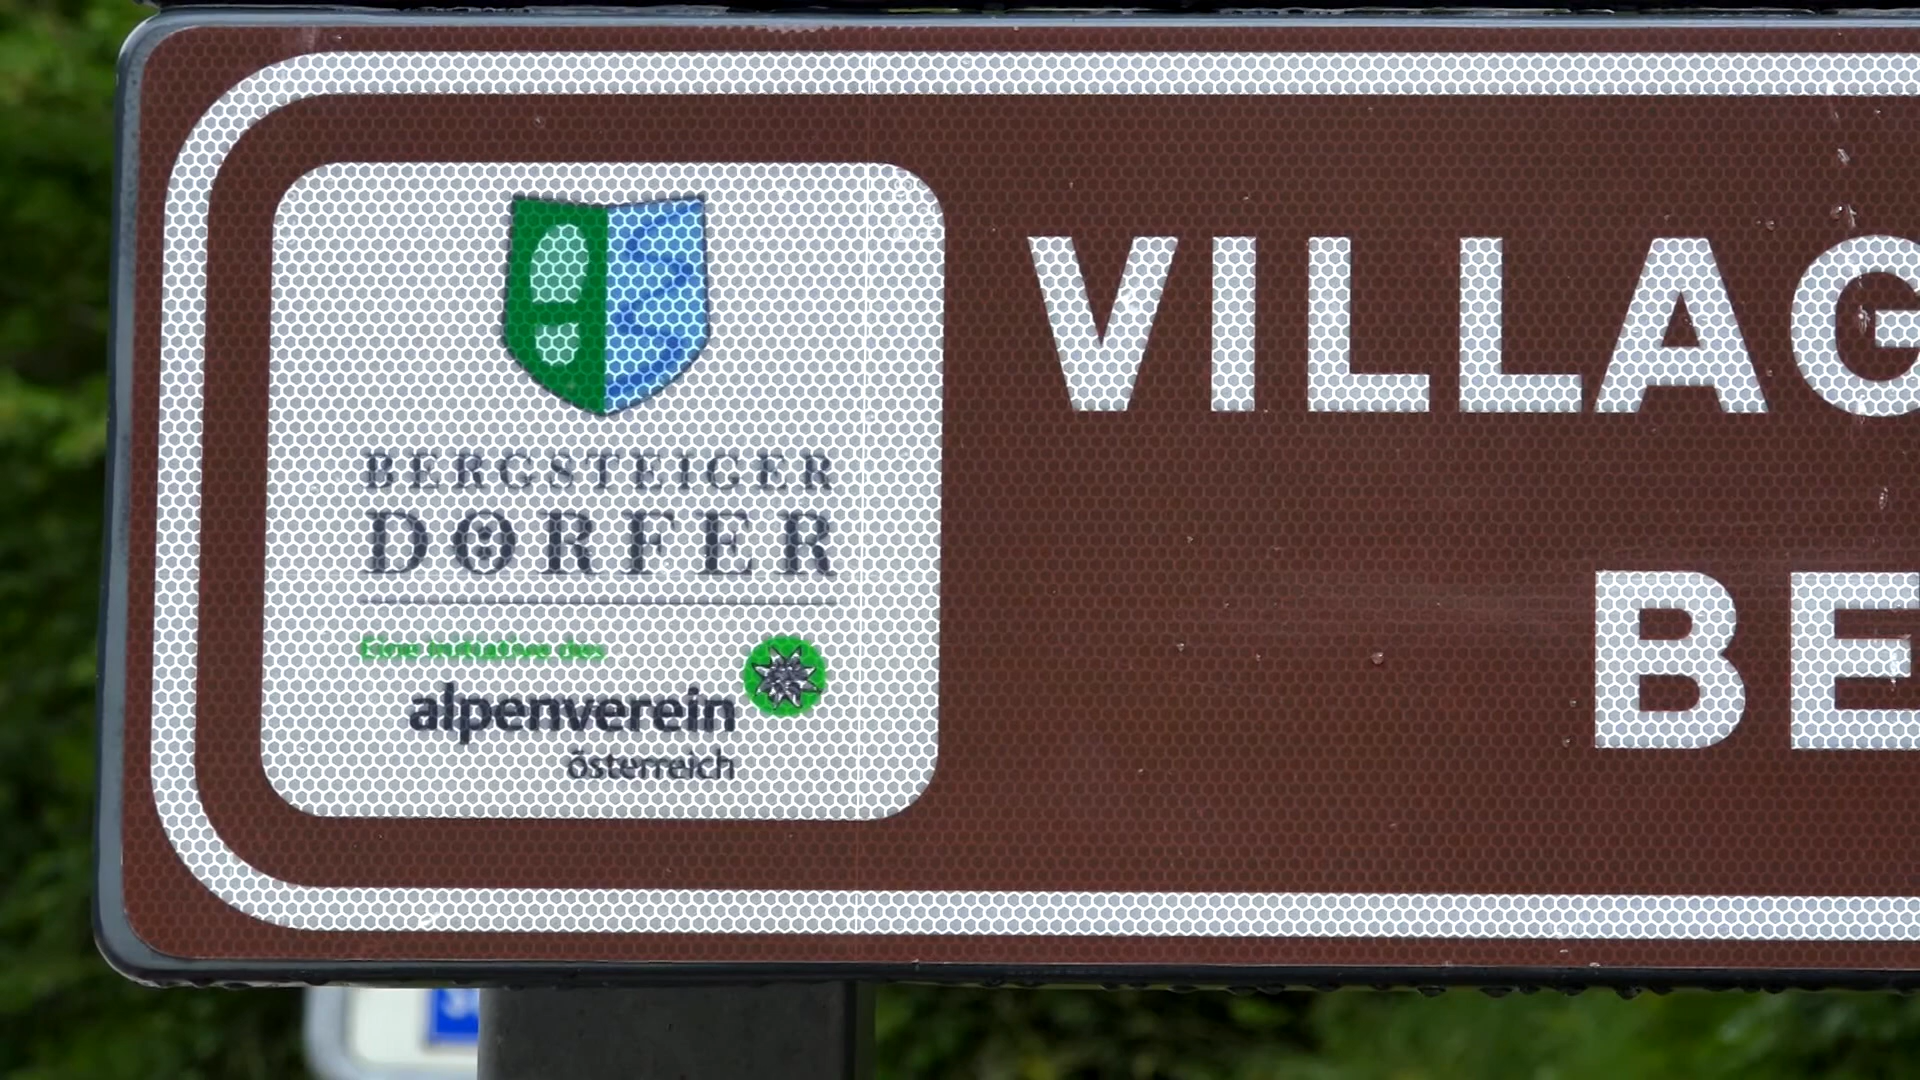 BERGSTEIGER
DÖRFER
Eine Initiative des
alpenverein
österreich
VILLAG
BE